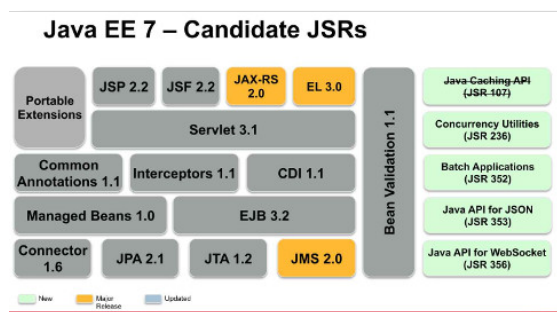 Java EE 7 – Candidate JSRs
Portable
Extensions
JSP 2.2
JSF 2.2
JAX-RS
2.0
EL 3.0
Servlet 3.1
Common
Annotations 1.1
Interceptors 1.1
CDI 1.1
Managed Beans 1.0
EJB 3.2
Connector
1.6
JPA 2.1
JTA 1.2
JMS 2.0
Bean Validation 1.1
Java Caching API
(JSR 107)
Concurrency Utilities
(JSR 236)
Batch Applications
(JSR 352)
Java API for JSON
(JSR 353)
Java API for WebSocket
(JSR 356)
New
Major
Release
Updated